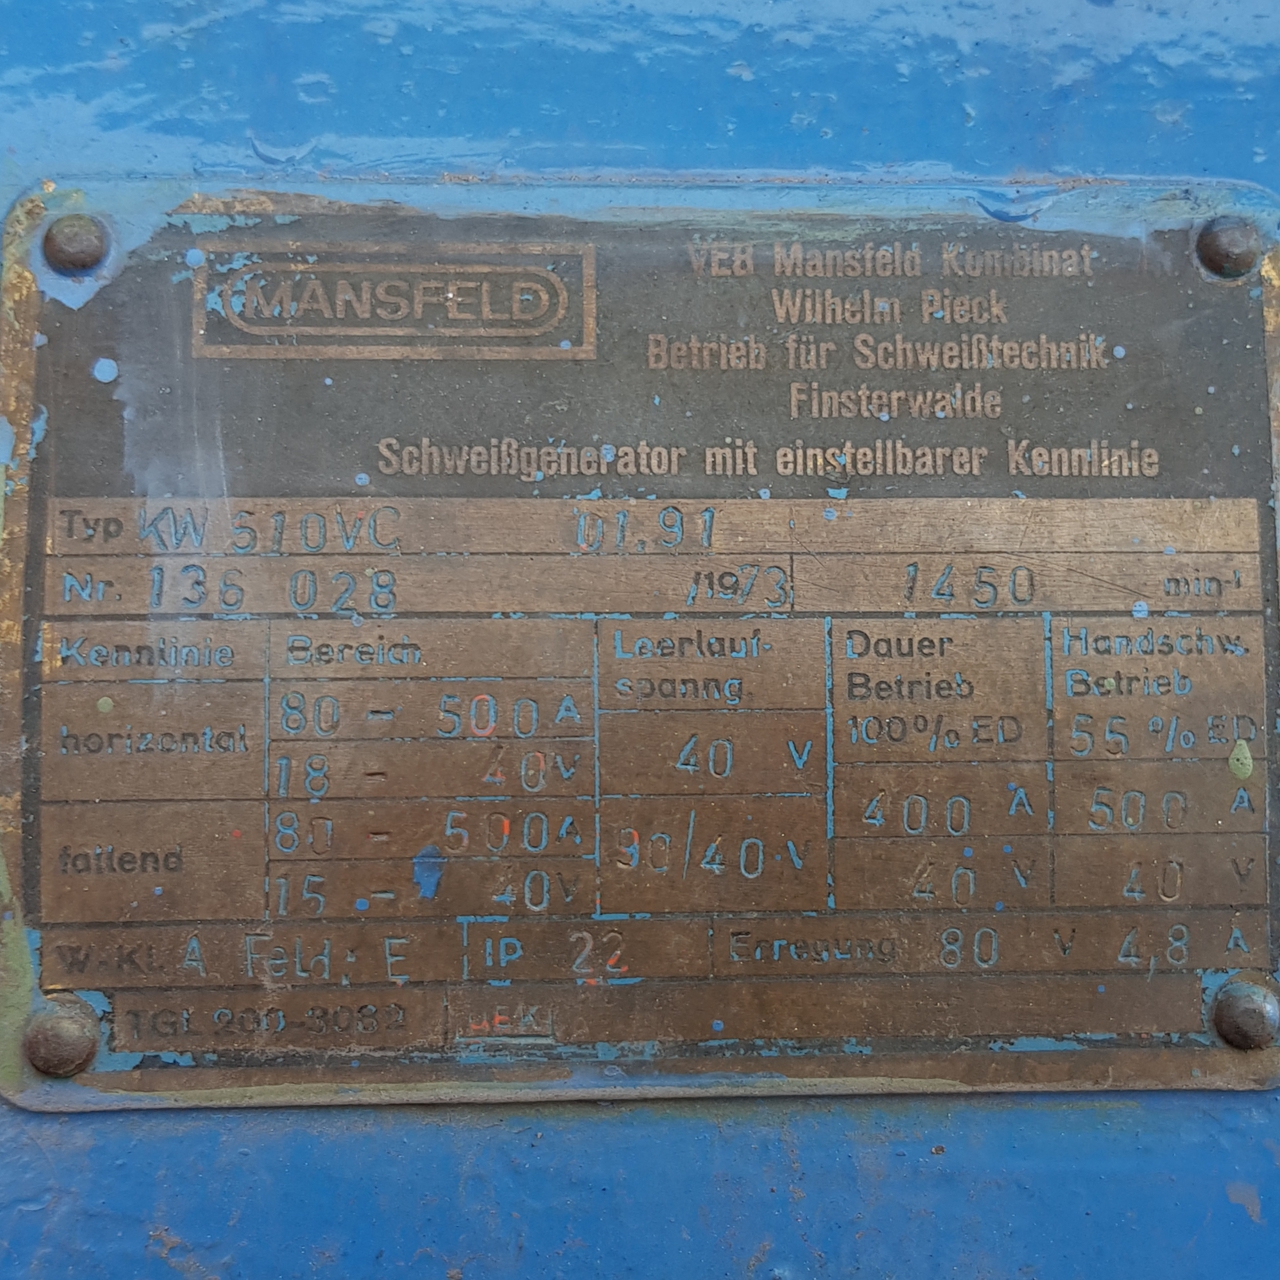 MANSFELD
VEB Mansfeld Kombinat
Wilhelm Pieck
Betrieb für Schweißtechnik
Finsterwalde
Schweißgenerator mit einstellbarer Kennlinie
Typ KW 510VC 01.91
Nr. 136 028 /1973 1450 min-¹
Kennlinie Bereich Leerlauf- Dauer Handschw.
spanng. Betrieb Betrieb
100% ED 55 % ED
horizontal 80 - 500 A 40 V
18 - 40 V
400 A 500 A
fallend 80 - 500 A 90/40 V
15 - 40 V 40 V 40 V
W-Kl. A Feld: E IP 22 Erregung 80 V 4,8 A
TGL 200-3082